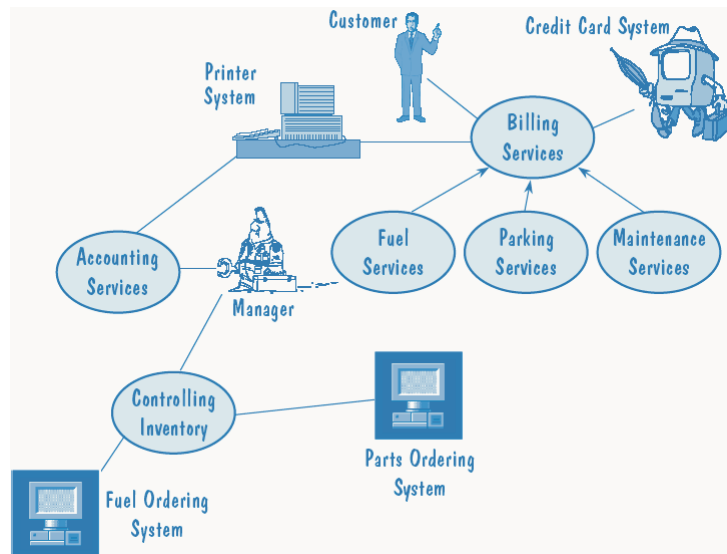 Customer
Credit Card System
Printer
System
Billing
Services
Fuel
Services
Parking
Services
Maintenance
Services
Accounting
Services
Manager
Controlling
Inventory
Parts Ordering
System
Fuel Ordering
System